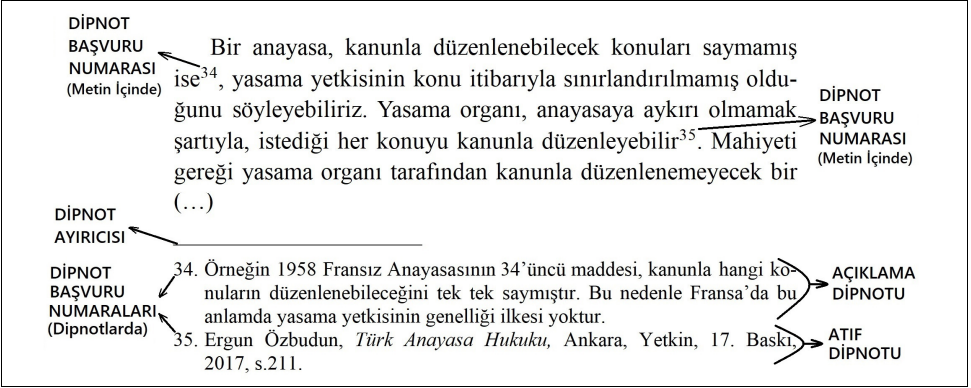 DİPNOT
BAŞVURU
NUMARASI
(Metin İçinde)
Bir anayasa, kanunla düzenlenebilecek konuları saymamış
ise34, yasama yetkisinin konu itibarıyla sınırlandırılmamış oldu-
ğunu söyleyebiliriz. Yasama organı, anayasaya aykırı olmamak
şartıyla, istediği her konuyu kanunla düzenleyebilir35. Mahiyeti
gereği yasama organı tarafından kanunla düzenlenemeyecek bir
(…)
DİPNOT
BAŞVURU
NUMARASI
(Metin İçinde)
DİPNOT
AYIRICISI
DİPNOT
BAŞVURU
NUMARALARI
(Dipnotlarda)
34. Örneğin 1958 Fransız Anayasasının 34’üncü maddesi, kanunla hangi ko-
nuların düzenlenebileceğini tek tek saymıştır. Bu nedenle Fransa’da bu
anlamda yasama yetkisinin genelliği ilkesi yoktur.
35. Ergun Özbudun, Türk Anayasa Hukuku, Ankara, Yetkin, 17. Baskı,
2017, s.211.
AÇIKLAMA
DİPNOTU
ATIF
DİPNOTU